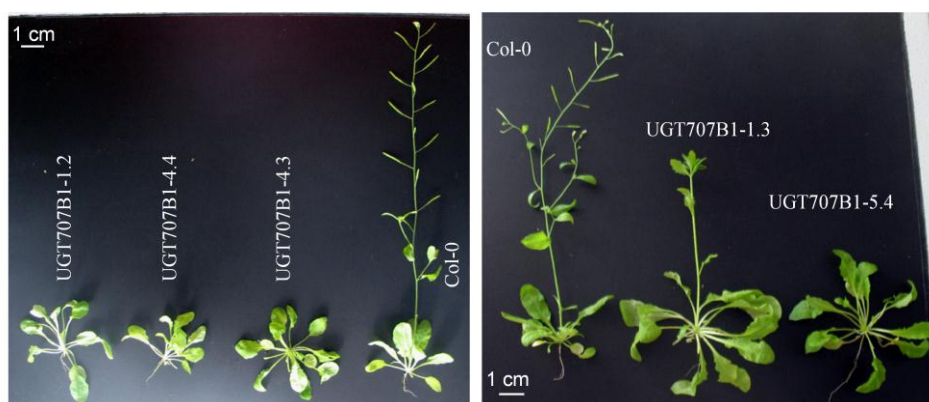 1 cm
UGT707B1-1.2
UGT707B1-4.4
UGT707B1-4.3
Col-0
Col-0
UGT707B1-1.3
UGT707B1-5.4
1 cm